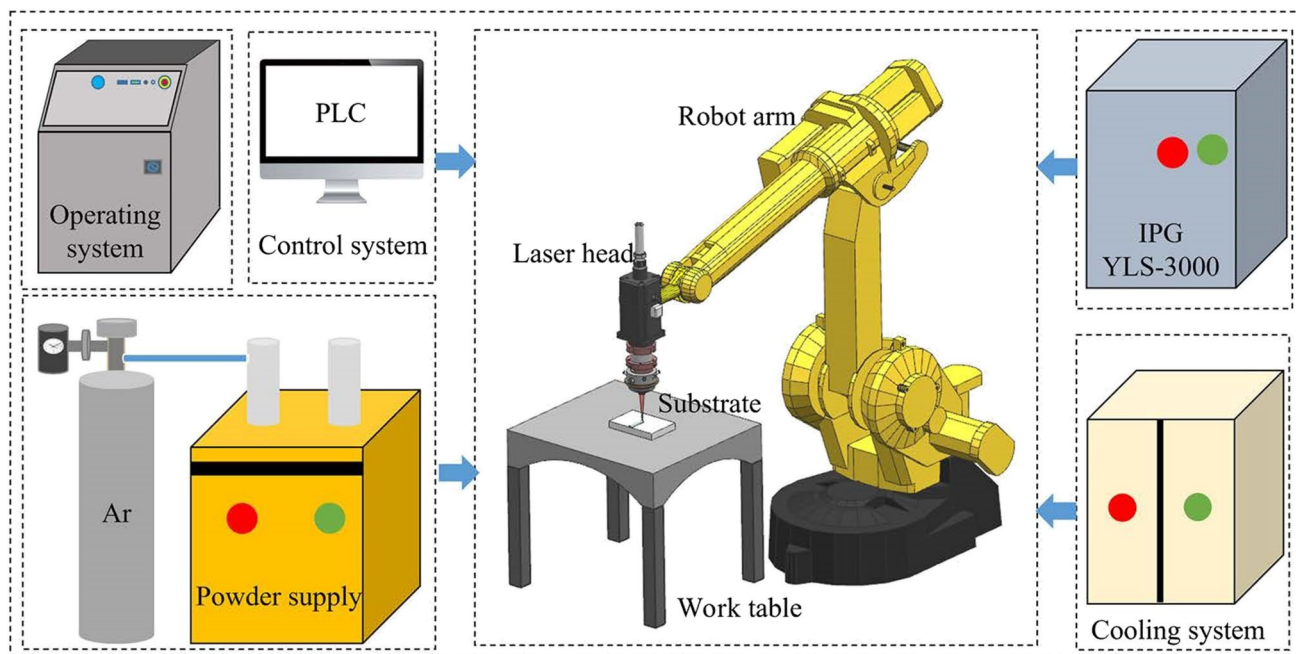 Operating
system
PLC
Control system
Robot arm
Laser head
Substrate
Work table
IPG
YLS-3000
Ar
Powder supply
Cooling system